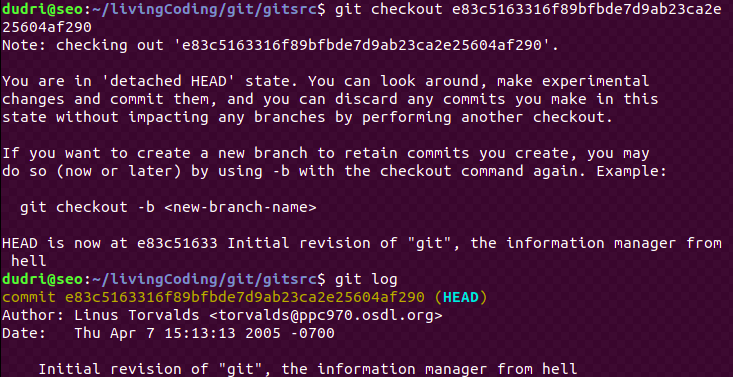 dudri@seo:~/livingCoding/git/gitsrc$ git checkout e83c5163316f89bfbde7d9ab23ca2e
25604af290
Note: checking out 'e83c5163316f89bfbde7d9ab23ca2e25604af290'.
You are in 'detached HEAD' state. You can look around, make experimental
changes and commit them, and you can discard any commits you make in this
state without impacting any branches by performing another checkout.
If you want to create a new branch to retain commits you create, you may
do so (now or later) by using -b with the checkout command again. Example:
git checkout -b <new-branch-name>
HEAD is now at e83c51633 Initial revision of "git", the information manager from
hell
dudri@seo:~/livingCoding/git/gitsrc$ git log
commit e83c5163316f89bfbde7d9ab23ca2e25604af290 (HEAD)
Author: Linus Torvalds <torvalds@ppc970.osdl.org>
Date:   Thu Apr 7 15:13:13 2005 -0700
Initial revision of "git", the information manager from hell